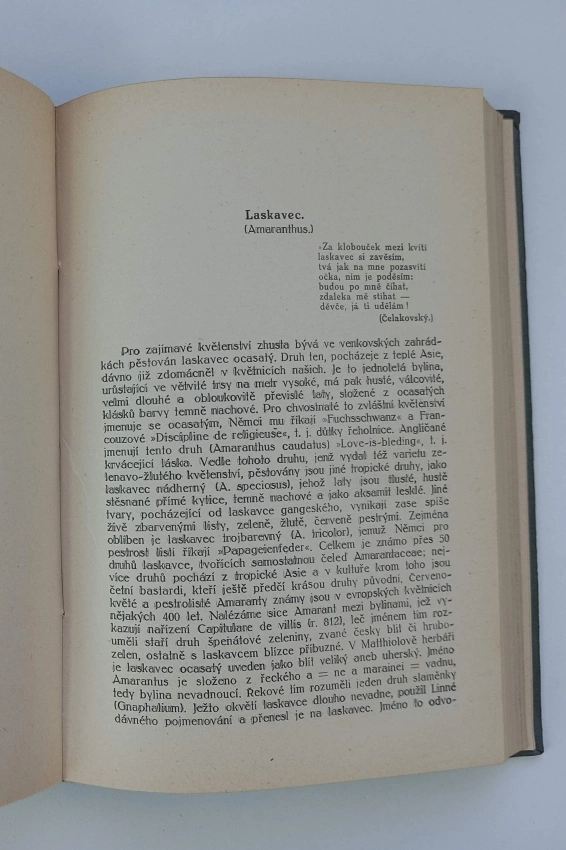 Laskavec.
(Amaranthus.)
»Za klobouček mezi kvítí
laskavec si zavěsím,
tvá jak na mne pozasvítí
očka, ním je poděsím:
budou po mně číhat,
zdaleka mě stíhat —
děvče, já ti udělám!
(Čelakovský.)
Pro zajímavé květenství zhusta bývá ve venkovských zahrád-
kách pěstován laskavec ocasatý. Druh ten, pocházeje z teplé Asie,
dávno již zdomácněl v květnicích našich. Je to jednoletá bylina,
urůstající ve větvité trsy na metr vysoké, má pak husté, válcovité,
velmi dlouhé a obloukovitě převislé laty, složené z ocasatých
klásků barvy temně nachové. Pro chvostnaté to zvláštní květenství
jmenuje se ocasatým, Němci mu říkají »Fuchsschwanz« a Fran-
couzové »Discipline de religieuse«, t. j. důtky řeholnice. Angličané
jmenují tento druh (Amaranthus caudatus) »Love-is-bleding«, t. j.
krvácející láska. Vedle tohoto druhu, jenž vydal též varietu ze-
lenavo-žlutého květenství, pěstovány jsou jiné tropické druhy, jako
laskavec nádherný (A. speciosus), jehož laty jsou tlusté, hustě
stěsnané přímé kytice, temně nachové a jako aksamit lesklé. Jiné
tvary, pocházející od laskavce gangeského, vynikají zase spíše
živě zbarvenými listy, zeleně, žlutě, červeně pestrými. Zejména
oblíben je laskavec trojbarevný (A. tricolor), jemuž Němci pro
pestrost listí říkají »Papageienfeder«. Celkem je známo přes 50
druhů laskavce, tvořících samostatnou čeleď Amarantaceae; nej-
více druhů pochází z tropické Asie a v kultuře krom toho jsou
četní bastardi, kteří ještě předčí krásou druhy původní. Červeno-
květé a pestrolisté Amaranty známy jsou v evropských květnicích
nějakých 400 let. Nalézáme sice Amarant mezi bylinami, jež vy-
kazují nařízení Capitulare de villis (r. 812), leč jménem tím roz-
uměli staří druh špenátové zeleniny, zvané česky blit či hrubo-
zelen, ostatně s laskavcem blízce příbuzné. V Matthiolově herbáři
je laskavec ocasatý uveden jako blit veliký aneb uherský. Jméno
Amarantus je složeno z řeckého a = ne a marainei = vadnu,
tedy bylina nevadnoucí. Řekové tím rozuměli jeden druh slaměnky
(Gnaphalium). Ježto okvětí laskavce dlouho nevadne, použil Linné
dávného pojmenování a přenesl je na laskavec. Jméno to odvo-